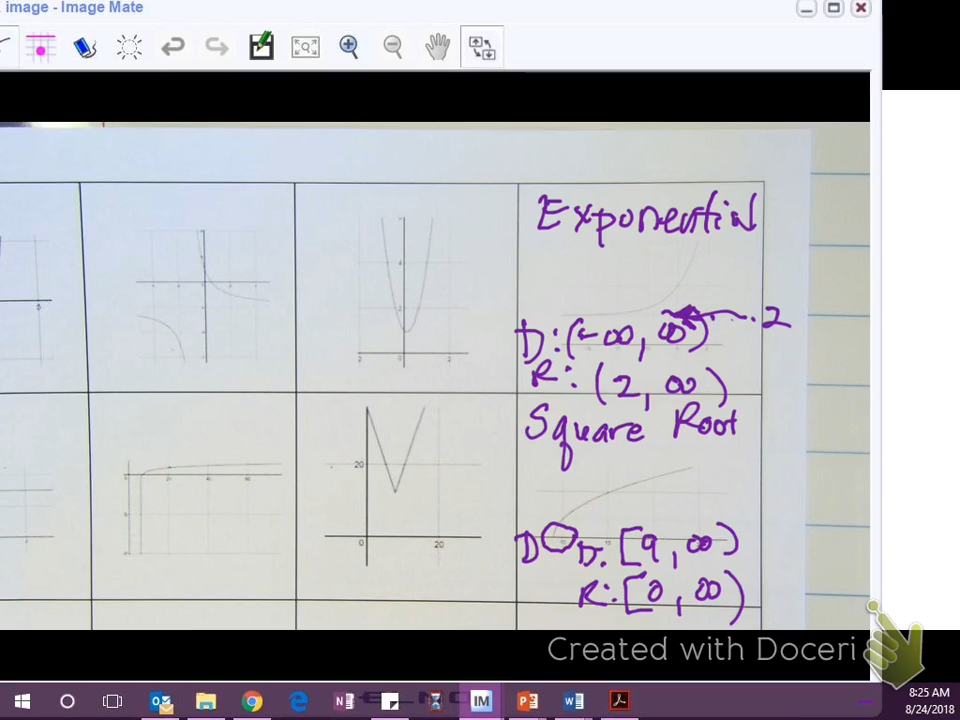 image - Image Mate
Exponential
2
D: (-∞, ∞)
R: (2, ∞)
Square Root
20
0
20
D D: [9, ∞)
R: [0, ∞)
Created with Doceri
ELMO
8:25 AM
8/24/2018